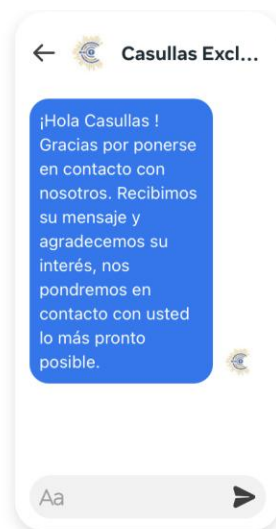 Casullas Excl...
¡Hola Casullas !
Gracias por ponerse
en contacto con
nosotros. Recibimos
su mensaje y
agradecemos su
interés, nos
pondremos en
contacto con usted
lo más pronto
posible.
Aa